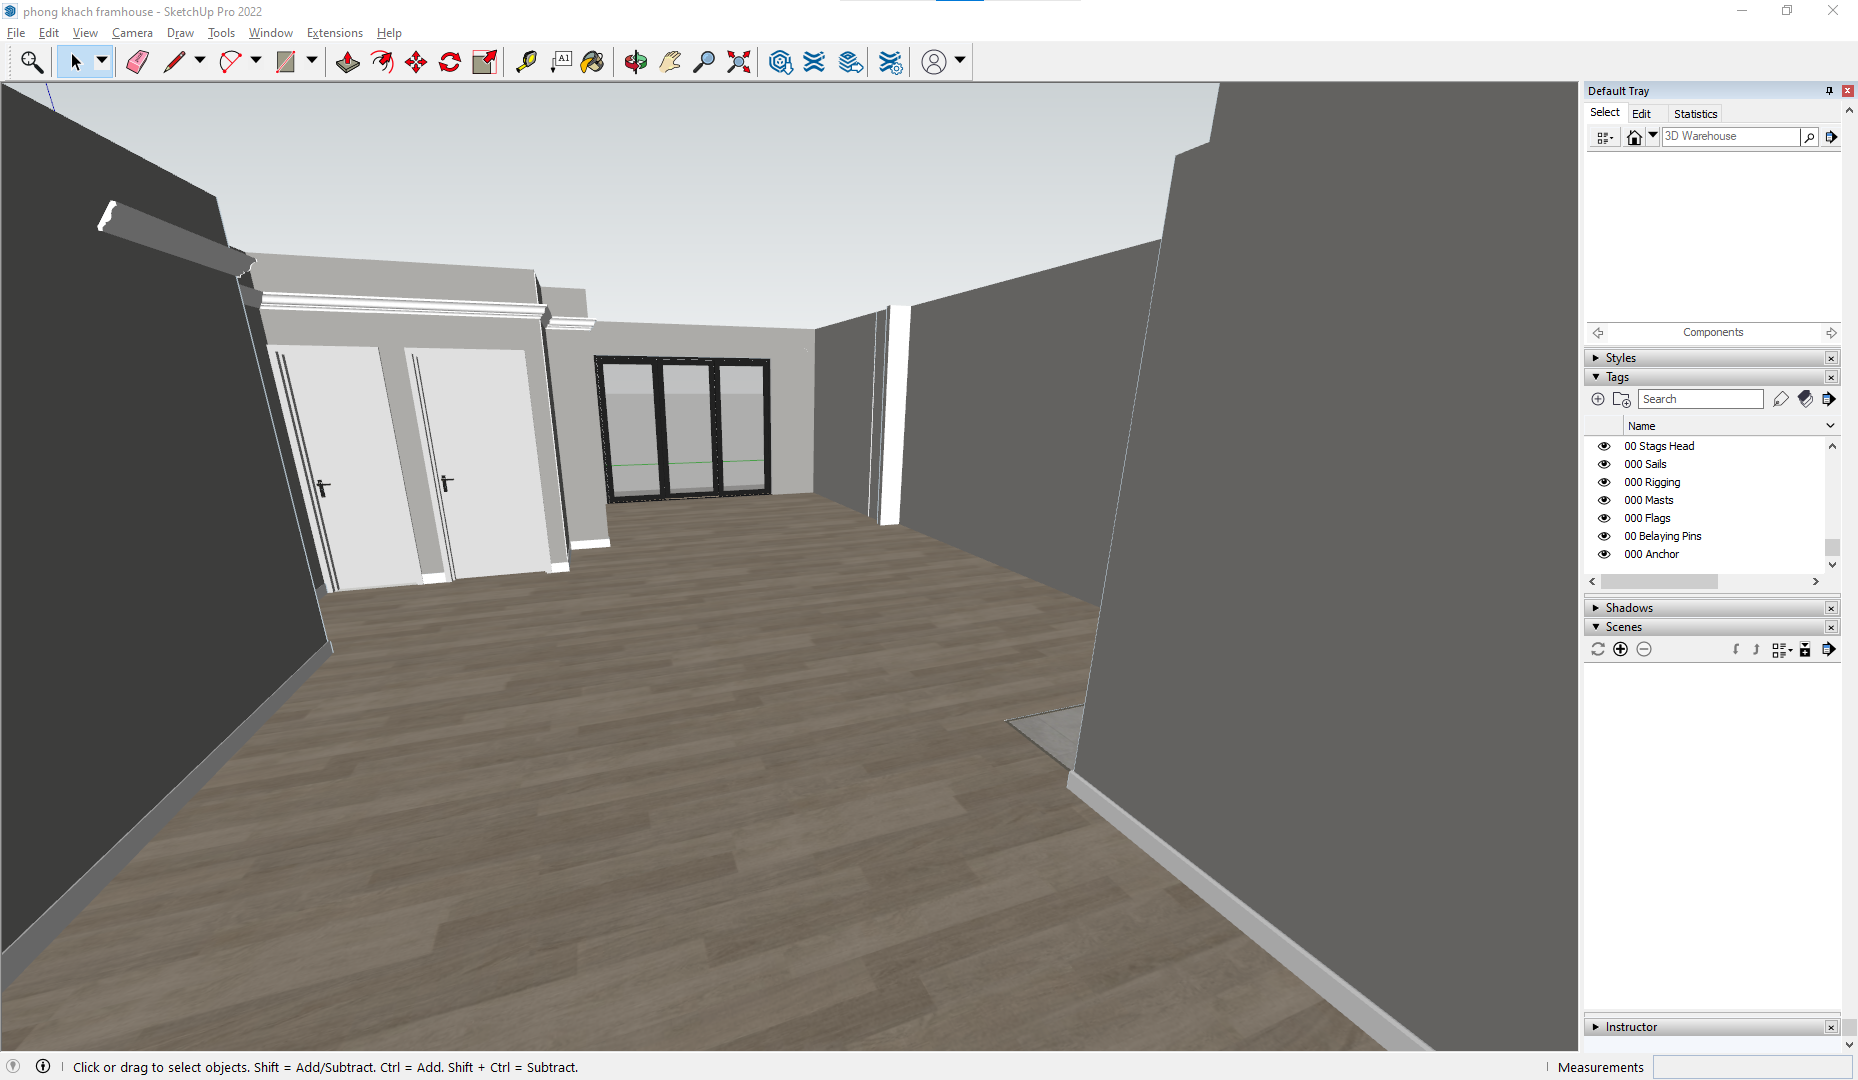 phong khach framhouse - SketchUp Pro 2022
File Edit View Camera Draw Tools Window Extensions Help
A1
Default Tray
Select Edit Statistics
3D Warehouse
Components
Styles
Tags
Search
Name
00 Stags Head
000 Sails
000 Rigging
000 Masts
000 Flags
00 Belaying Pins
000 Anchor
Shadows
Scenes
Instructor
Click or drag to select objects. Shift = Add/Subtract. Ctrl = Add. Shift + Ctrl = Subtract.
Measurements